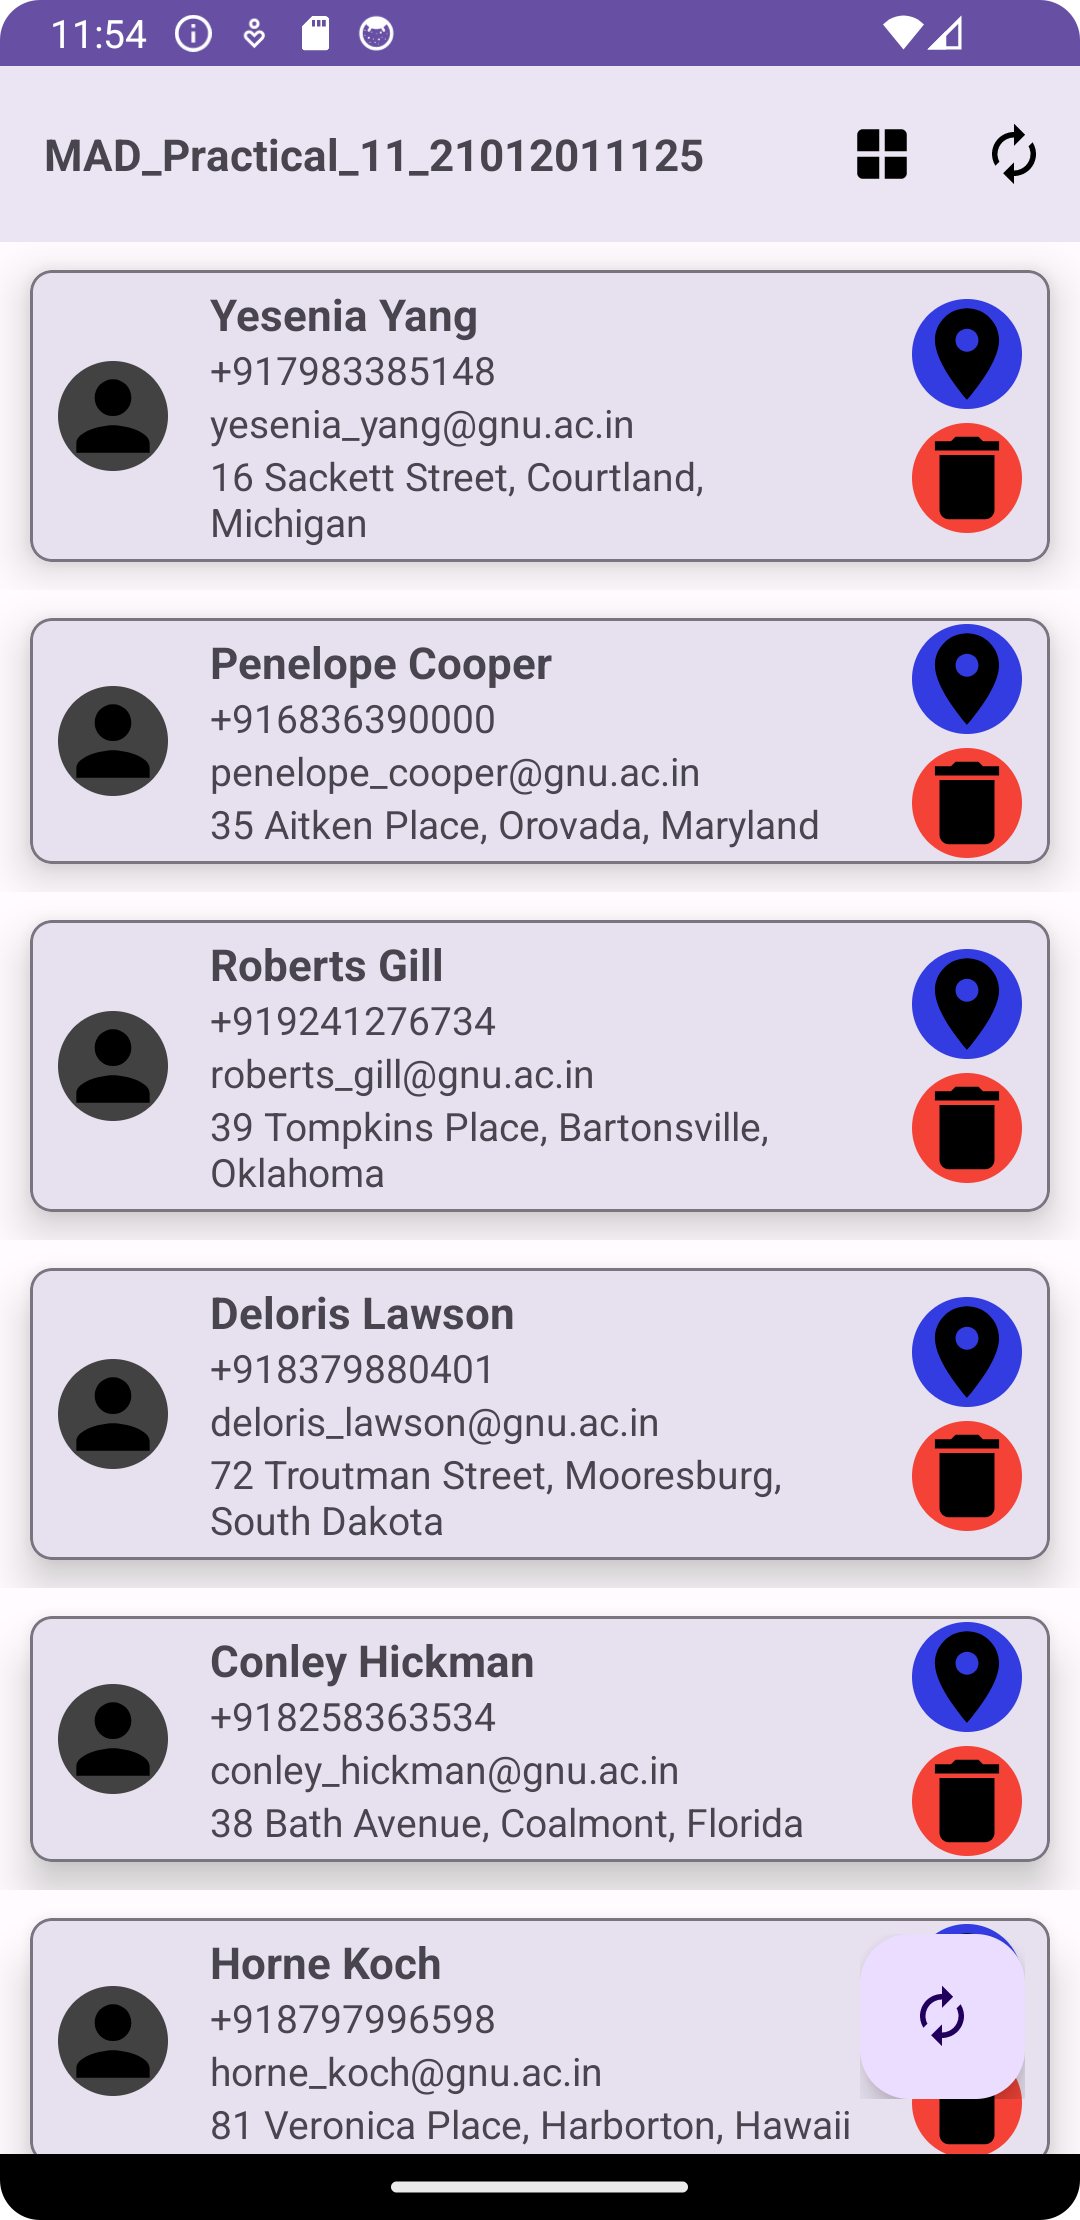 11:54
MAD_Practical_11_21012011125
Yesenia Yang
+917983385148
yesenia_yang@gnu.ac.in
16 Sackett Street, Courtland,
Michigan
Penelope Cooper
+916836390000
penelope_cooper@gnu.ac.in
35 Aitken Place, Orovada, Maryland
Roberts Gill
+919241276734
roberts_gill@gnu.ac.in
39 Tompkins Place, Bartonsville,
Oklahoma
Deloris Lawson
+918379880401
deloris_lawson@gnu.ac.in
72 Troutman Street, Mooresburg,
South Dakota
Conley Hickman
+918258363534
conley_hickman@gnu.ac.in
38 Bath Avenue, Coalmont, Florida
Horne Koch
+918797996598
horne_koch@gnu.ac.in
81 Veronica Place, Harborton, Hawaii